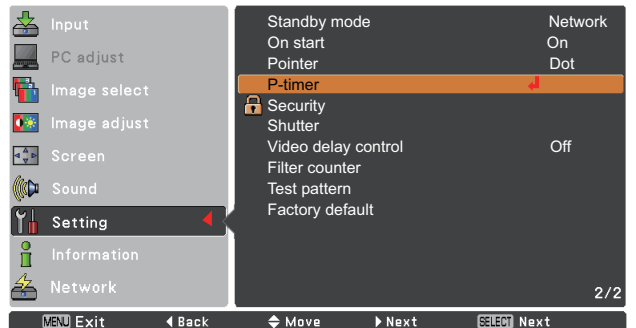 Input
PC adjust
Image select
Image adjust
Screen
Sound
Setting
Information
Network
Standby mode Network
On start On
Pointer Dot
P-timer
Security
Shutter
Video delay control Off
Filter counter
Test pattern
Factory default
2/2
MENU Exit Back Move Next SELECT Next